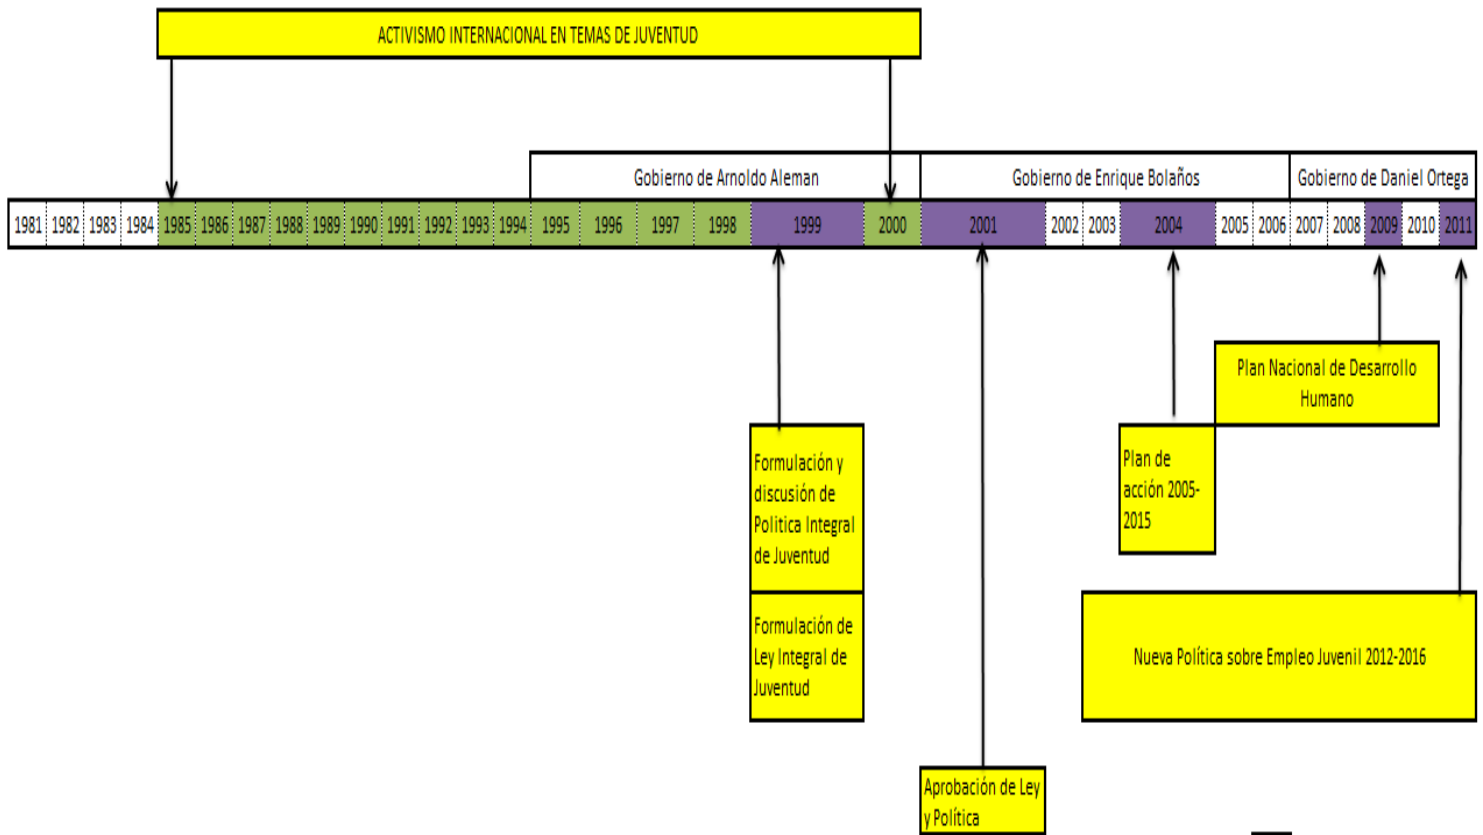 ACTIVISMO INTERNACIONAL EN TEMAS DE JUVENTUD
Gobierno de Arnoldo Aleman Gobierno de Enrique Bolaños Gobierno de Daniel Ortega
1981 1982 1983 1984 1985 1986 1987 1988 1989 1990 1991 1992 1993 1994 1995 1996 1997 1998 1999 2000 2001 2002 2003 2004 2005 2006 2007 2008 2009 2010 2011
Plan Nacional de Desarrollo
Humano
Formulación y
discusión de
Politica Integral
de Juventud
Plan de
acción 2005-
2015
Formulación de
Ley Integral de
Juventud
Nueva Política sobre Empleo Juvenil 2012-2016
Aprobación de Ley
y Política